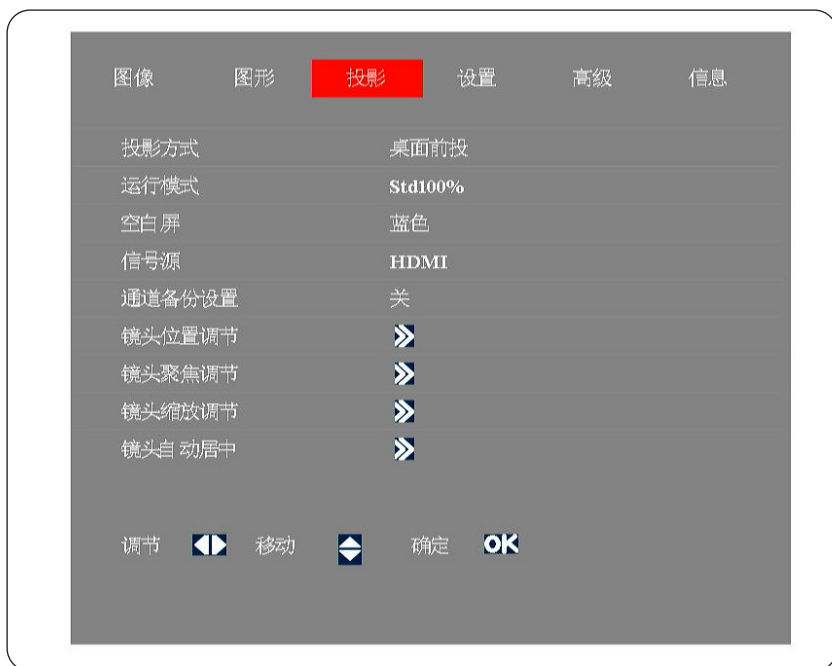 图像 图形 投影 设置 高级 信息
投影方式 桌面前投
运行模式 Std100%
空白屏 蓝色
信号源 HDMI
通道备份设置 关
镜头位置调节
镜头聚焦调节
镜头缩放调节
镜头自动居中
调节 移动 确定 OK